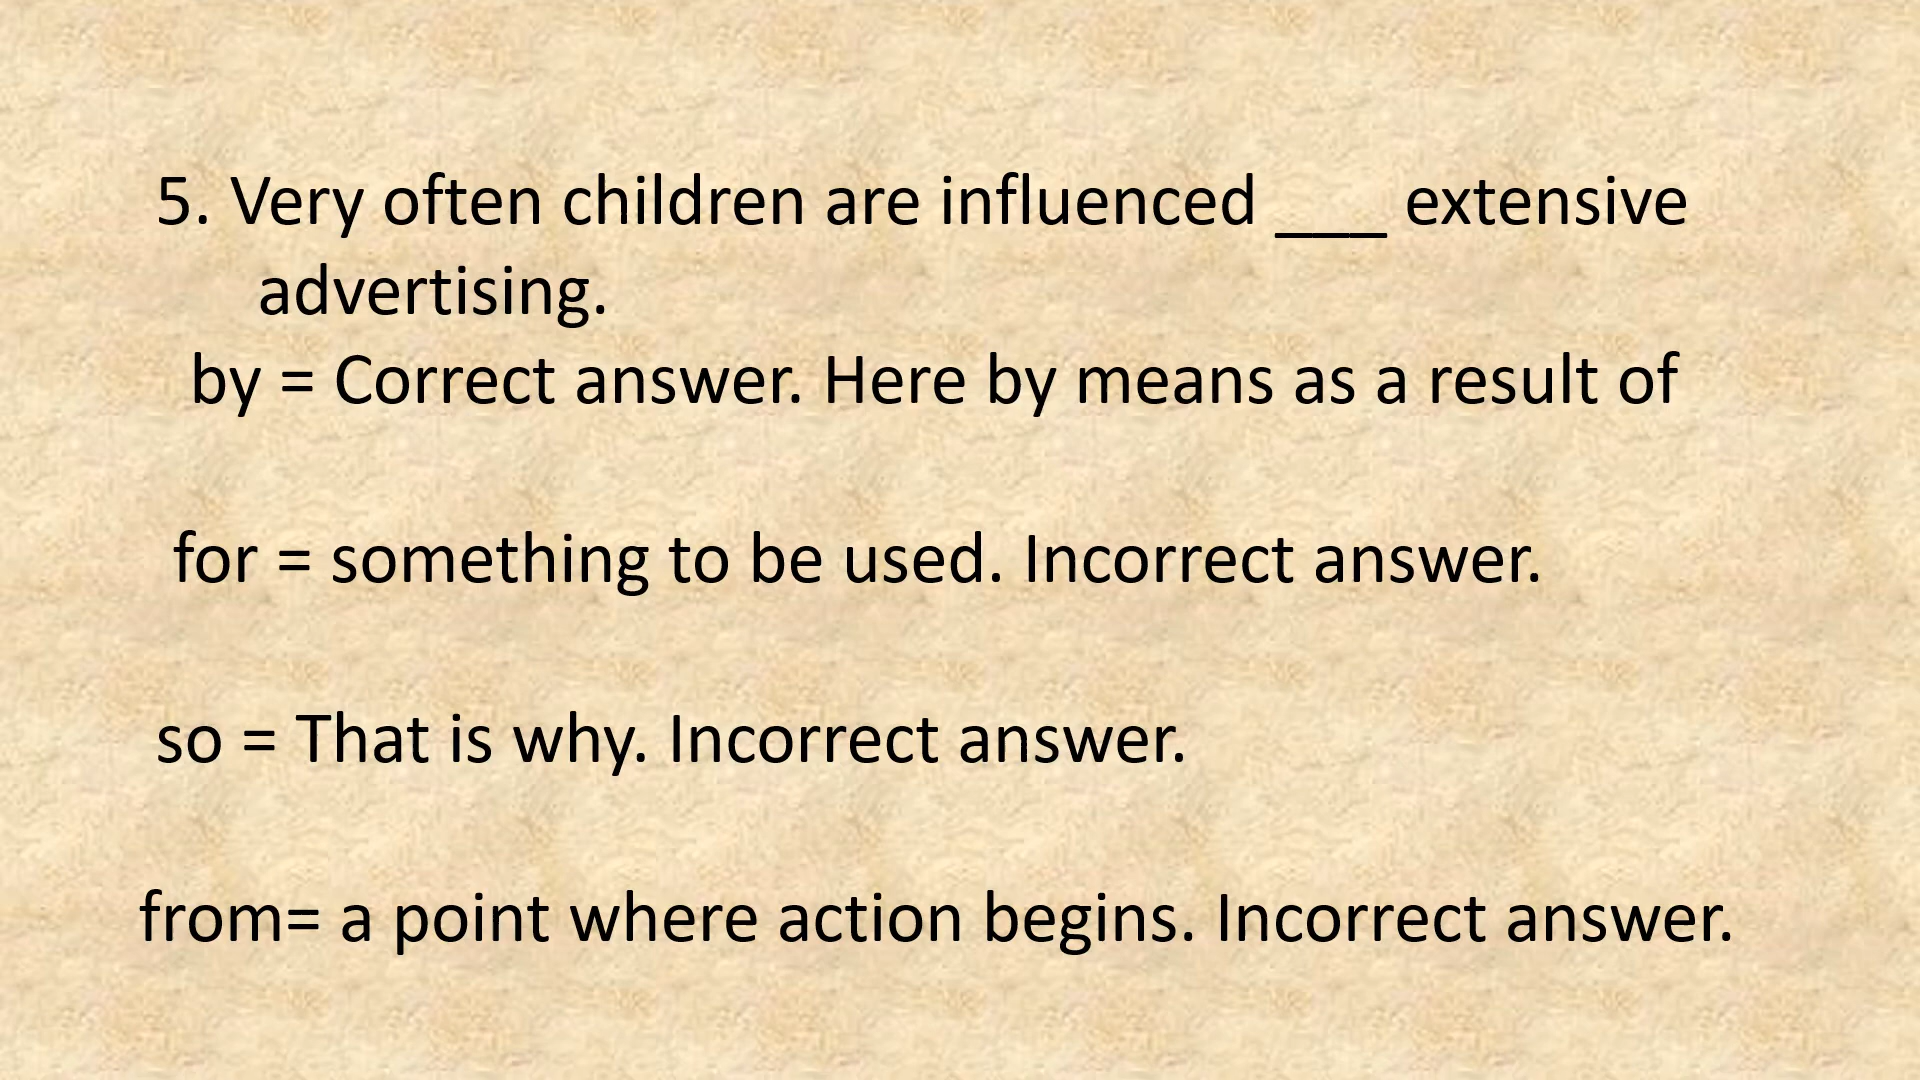 5. Very often children are influenced ___ extensive
advertising.
by = Correct answer. Here by means as a result of
for = something to be used. Incorrect answer.
so = That is why. Incorrect answer.
from= a point where action begins. Incorrect answer.